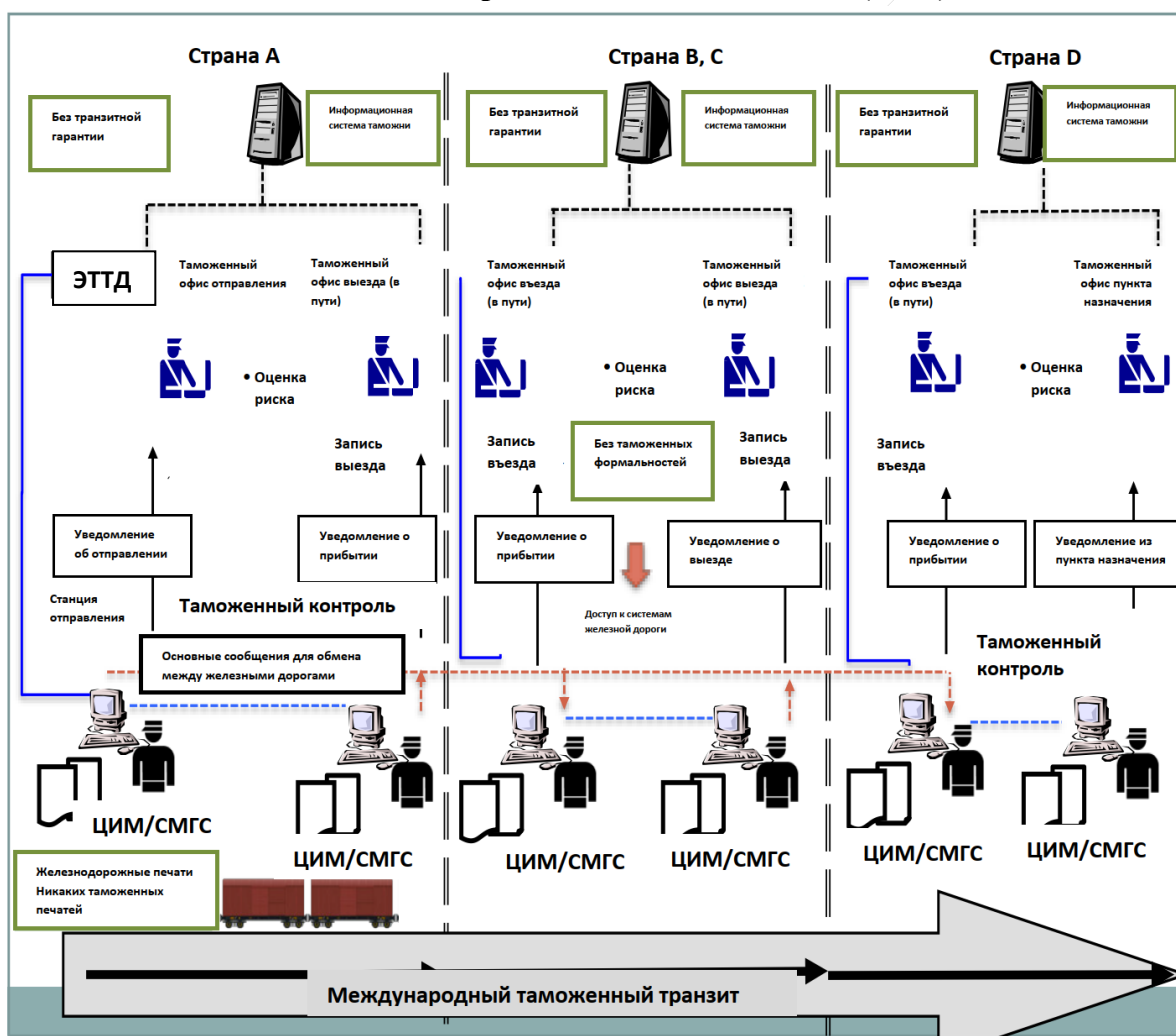 Страна А
Страна B, C
Страна D
Без транзитной
гарантии
Информационная
система таможни
Без транзитной
гарантии
Информационная
система таможни
Без транзитной
гарантии
Информационная
система таможни
ЭТТД
Таможенный
офис отправления
Таможенный
офис выезда (в
пути)
Таможенный
офис въезда
(в пути)
Таможенный
офис выезда
(в пути)
Таможенный
офис въезда
(в пути)
Таможенный
офис пункта
назначения
• Оценка
риска
• Оценка
риска
• Оценка
риска
Запись
выезда
Запись
въезда
Без таможенных
формальностей
Запись
выезда
Запись
въезда
Уведомление
об отправлении
Уведомление о
прибытии
Уведомление о
прибытии
Уведомление о
выезде
Уведомление о
прибытии
Уведомление из
пункта назначения
Станция
отправления
Таможенный контроль
Доступ к системам
железной дороги
Таможенный
контроль
Основные сообщения для обмена
между железными дорогами
ЦИМ/СМГС
ЦИМ/СМГС
ЦИМ/СМГС
ЦИМ/СМГС
ЦИМ/СМГС
ЦИМ/СМГС
Железнодорожные печати
Никаких таможенных
печатей
Международный таможенный транзит